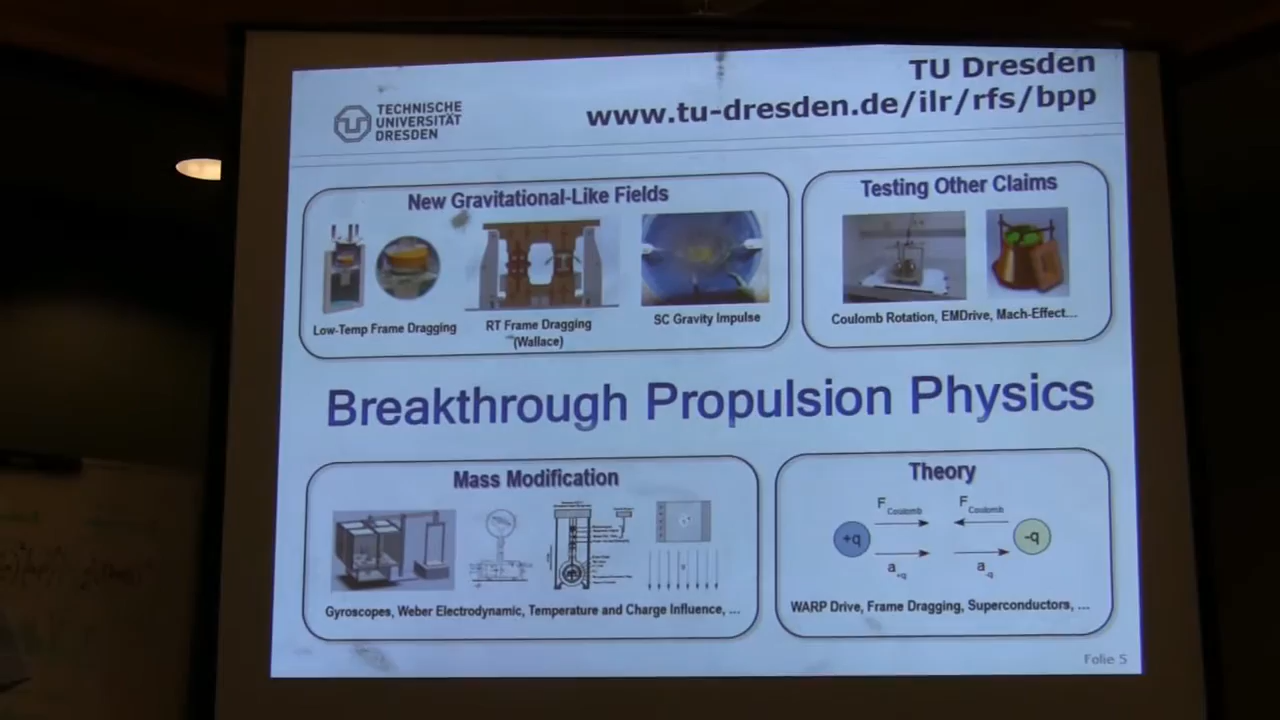 TU Dresden
www.tu-dresden.de/ilr/rfs/bpp
TECHNISCHE
UNIVERSITÄT
DRESDEN
New Gravitational-Like Fields
Low-Temp Frame Dragging
RT Frame Dragging
(Wallace)
SC Gravity Impulse
Testing Other Claims
Coulomb Rotation, EMDrive, Mach-Effect...
Breakthrough Propulsion Physics
Mass Modification
Gyroscopes, Weber Electrodynamic, Temperature and Charge Influence, ...
Theory
F Coulomb
F Coulomb
+q
-q
a +q
a -q
WARP Drive, Frame Dragging, Superconductors, ...
Folie 5